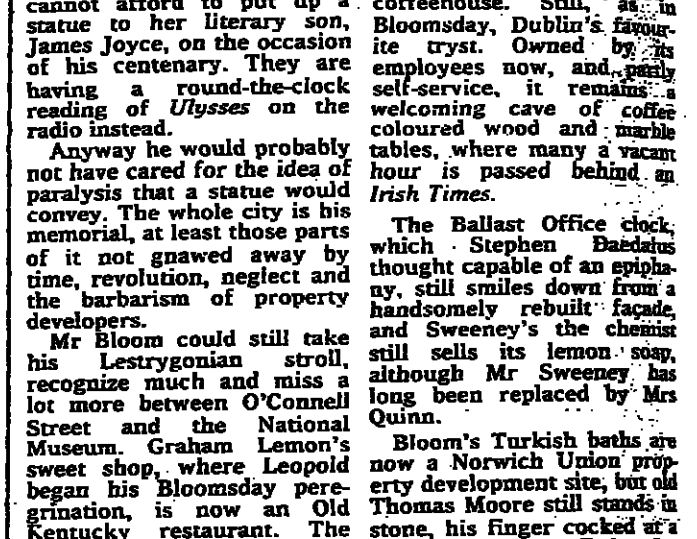 cannot afford to put up a
statue to her literary son,
James Joyce, on the occasion
of his centenary. They are
having a round-the-clock
reading of Ulysses on the
radio instead.
Anyway he would probably
not have cared for the idea of
paralysis that a statue would
convey. The whole city is his
memorial, at least those parts
of it not gnawed away by
time, revolution, neglect and
the barbarism of property
developers.
Mr Bloom could still take
his Lestrygonian stroll,
recognize much and miss a
lot more between O'Connell
Street and the National
Museum. Graham Lemon's
sweet shop, where Leopold
began his Bloomsday pere-
grination, is now an Old
Kentucky restaurant. The
coffeehouse. Still, as in
Bloomsday, Dublin's favour-
ite tryst. Owned by its
employees now, and partly
self-service, it remains a
welcoming cave of coffee
coloured wood and marble
tables, where many a vacant
hour is passed behind an
Irish Times.
The Ballast Office clock,
which Stephen Daedalus
thought capable of an epipha-
ny, still smiles down from a
handsomely rebuilt façade,
and Sweeney's the chemist
still sells its lemon soap,
although Mr Sweeney has
long been replaced by Mrs
Quinn.
Bloom's Turkish baths are
now a Norwich Union prop-
erty development site, but old
Thomas Moore still stands in
stone, his finger cocked at a